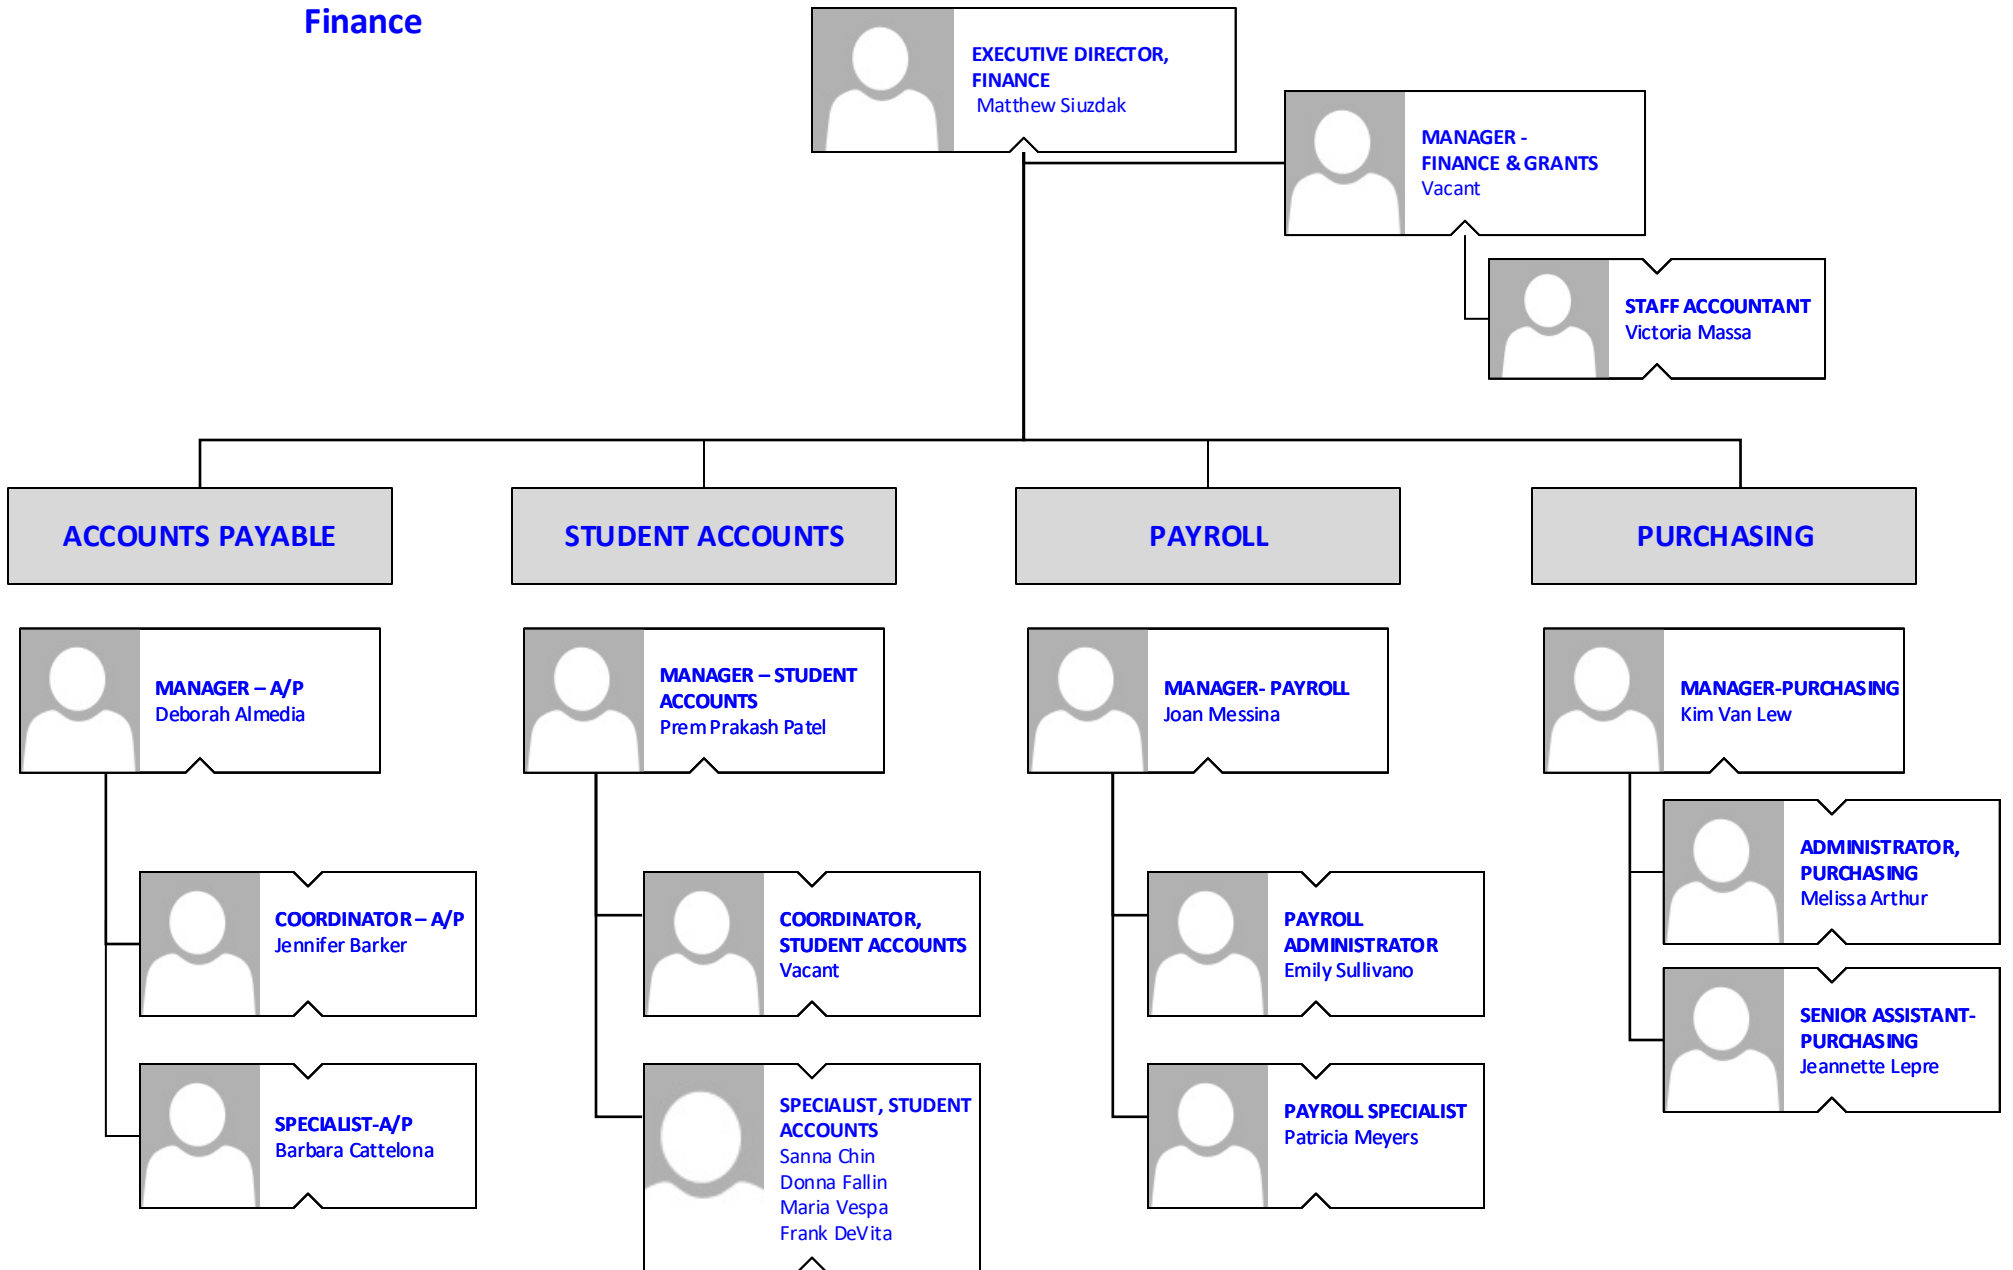 Finance
EXECUTIVE DIRECTOR,
FINANCE
Matthew Siuzdak
MANAGER -
FINANCE & GRANTS
Vacant
STAFF ACCOUNTANT
Victoria Massa
ACCOUNTS PAYABLE
STUDENT ACCOUNTS
PAYROLL
PURCHASING
MANAGER – A/P
Deborah Almedia
MANAGER – STUDENT
ACCOUNTS
Prem Prakash Patel
MANAGER- PAYROLL
Joan Messina
MANAGER-PURCHASING
Kim Van Lew
COORDINATOR – A/P
Jennifer Barker
COORDINATOR,
STUDENT ACCOUNTS
Vacant
PAYROLL
ADMINISTRATOR
Emily Sullivano
ADMINISTRATOR,
PURCHASING
Melissa Arthur
SENIOR ASSISTANT-
PURCHASING
Jeannette Lepre
SPECIALIST-A/P
Barbara Cattelona
SPECIALIST, STUDENT
ACCOUNTS
Sanna Chin
Donna Fallin
Maria Vespa
Frank DeVita
PAYROLL SPECIALIST
Patricia Meyers